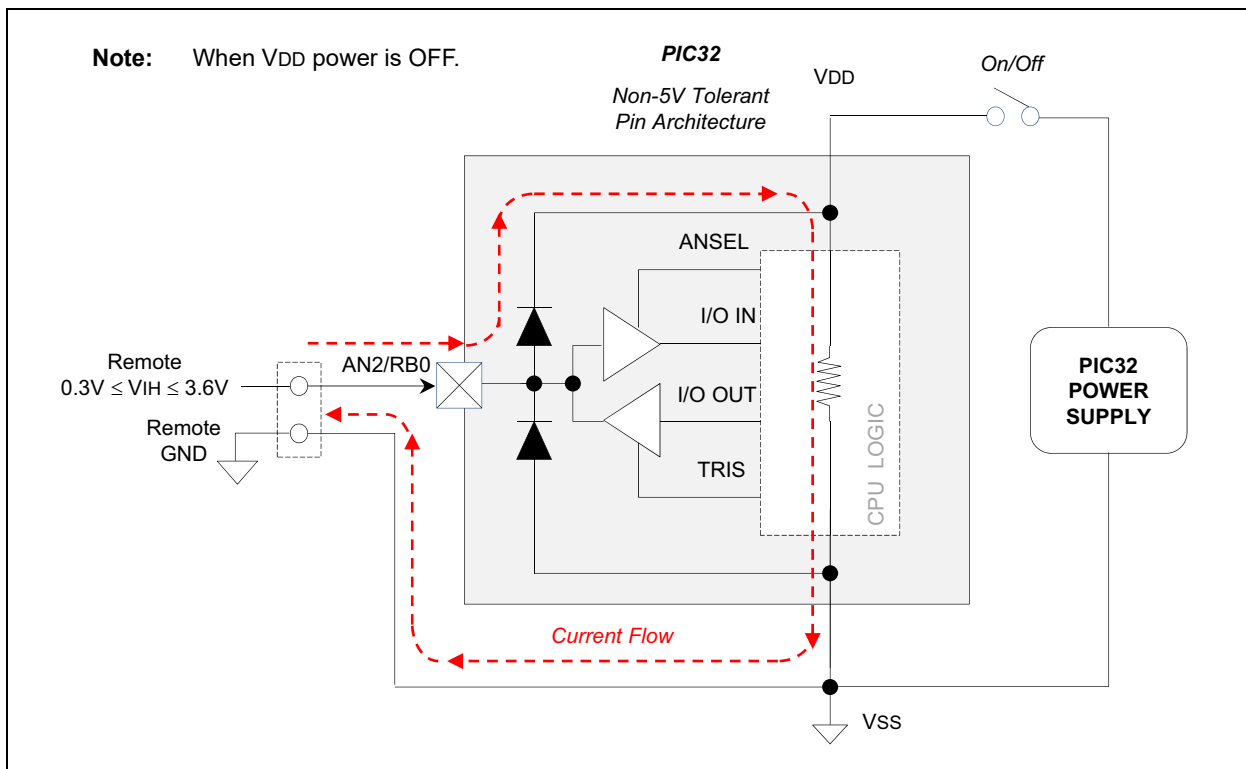 Note: When VDD power is OFF.
PIC32
Non-5V Tolerant
Pin Architecture
VDD
On/Off
ANSEL
I/O IN
Remote
0.3V ≤ VIH ≤ 3.6V
AN2/RB0
I/O OUT
Remote
GND
TRIS
CPU LOGIC
PIC32
POWER
SUPPLY
Current Flow
VSS